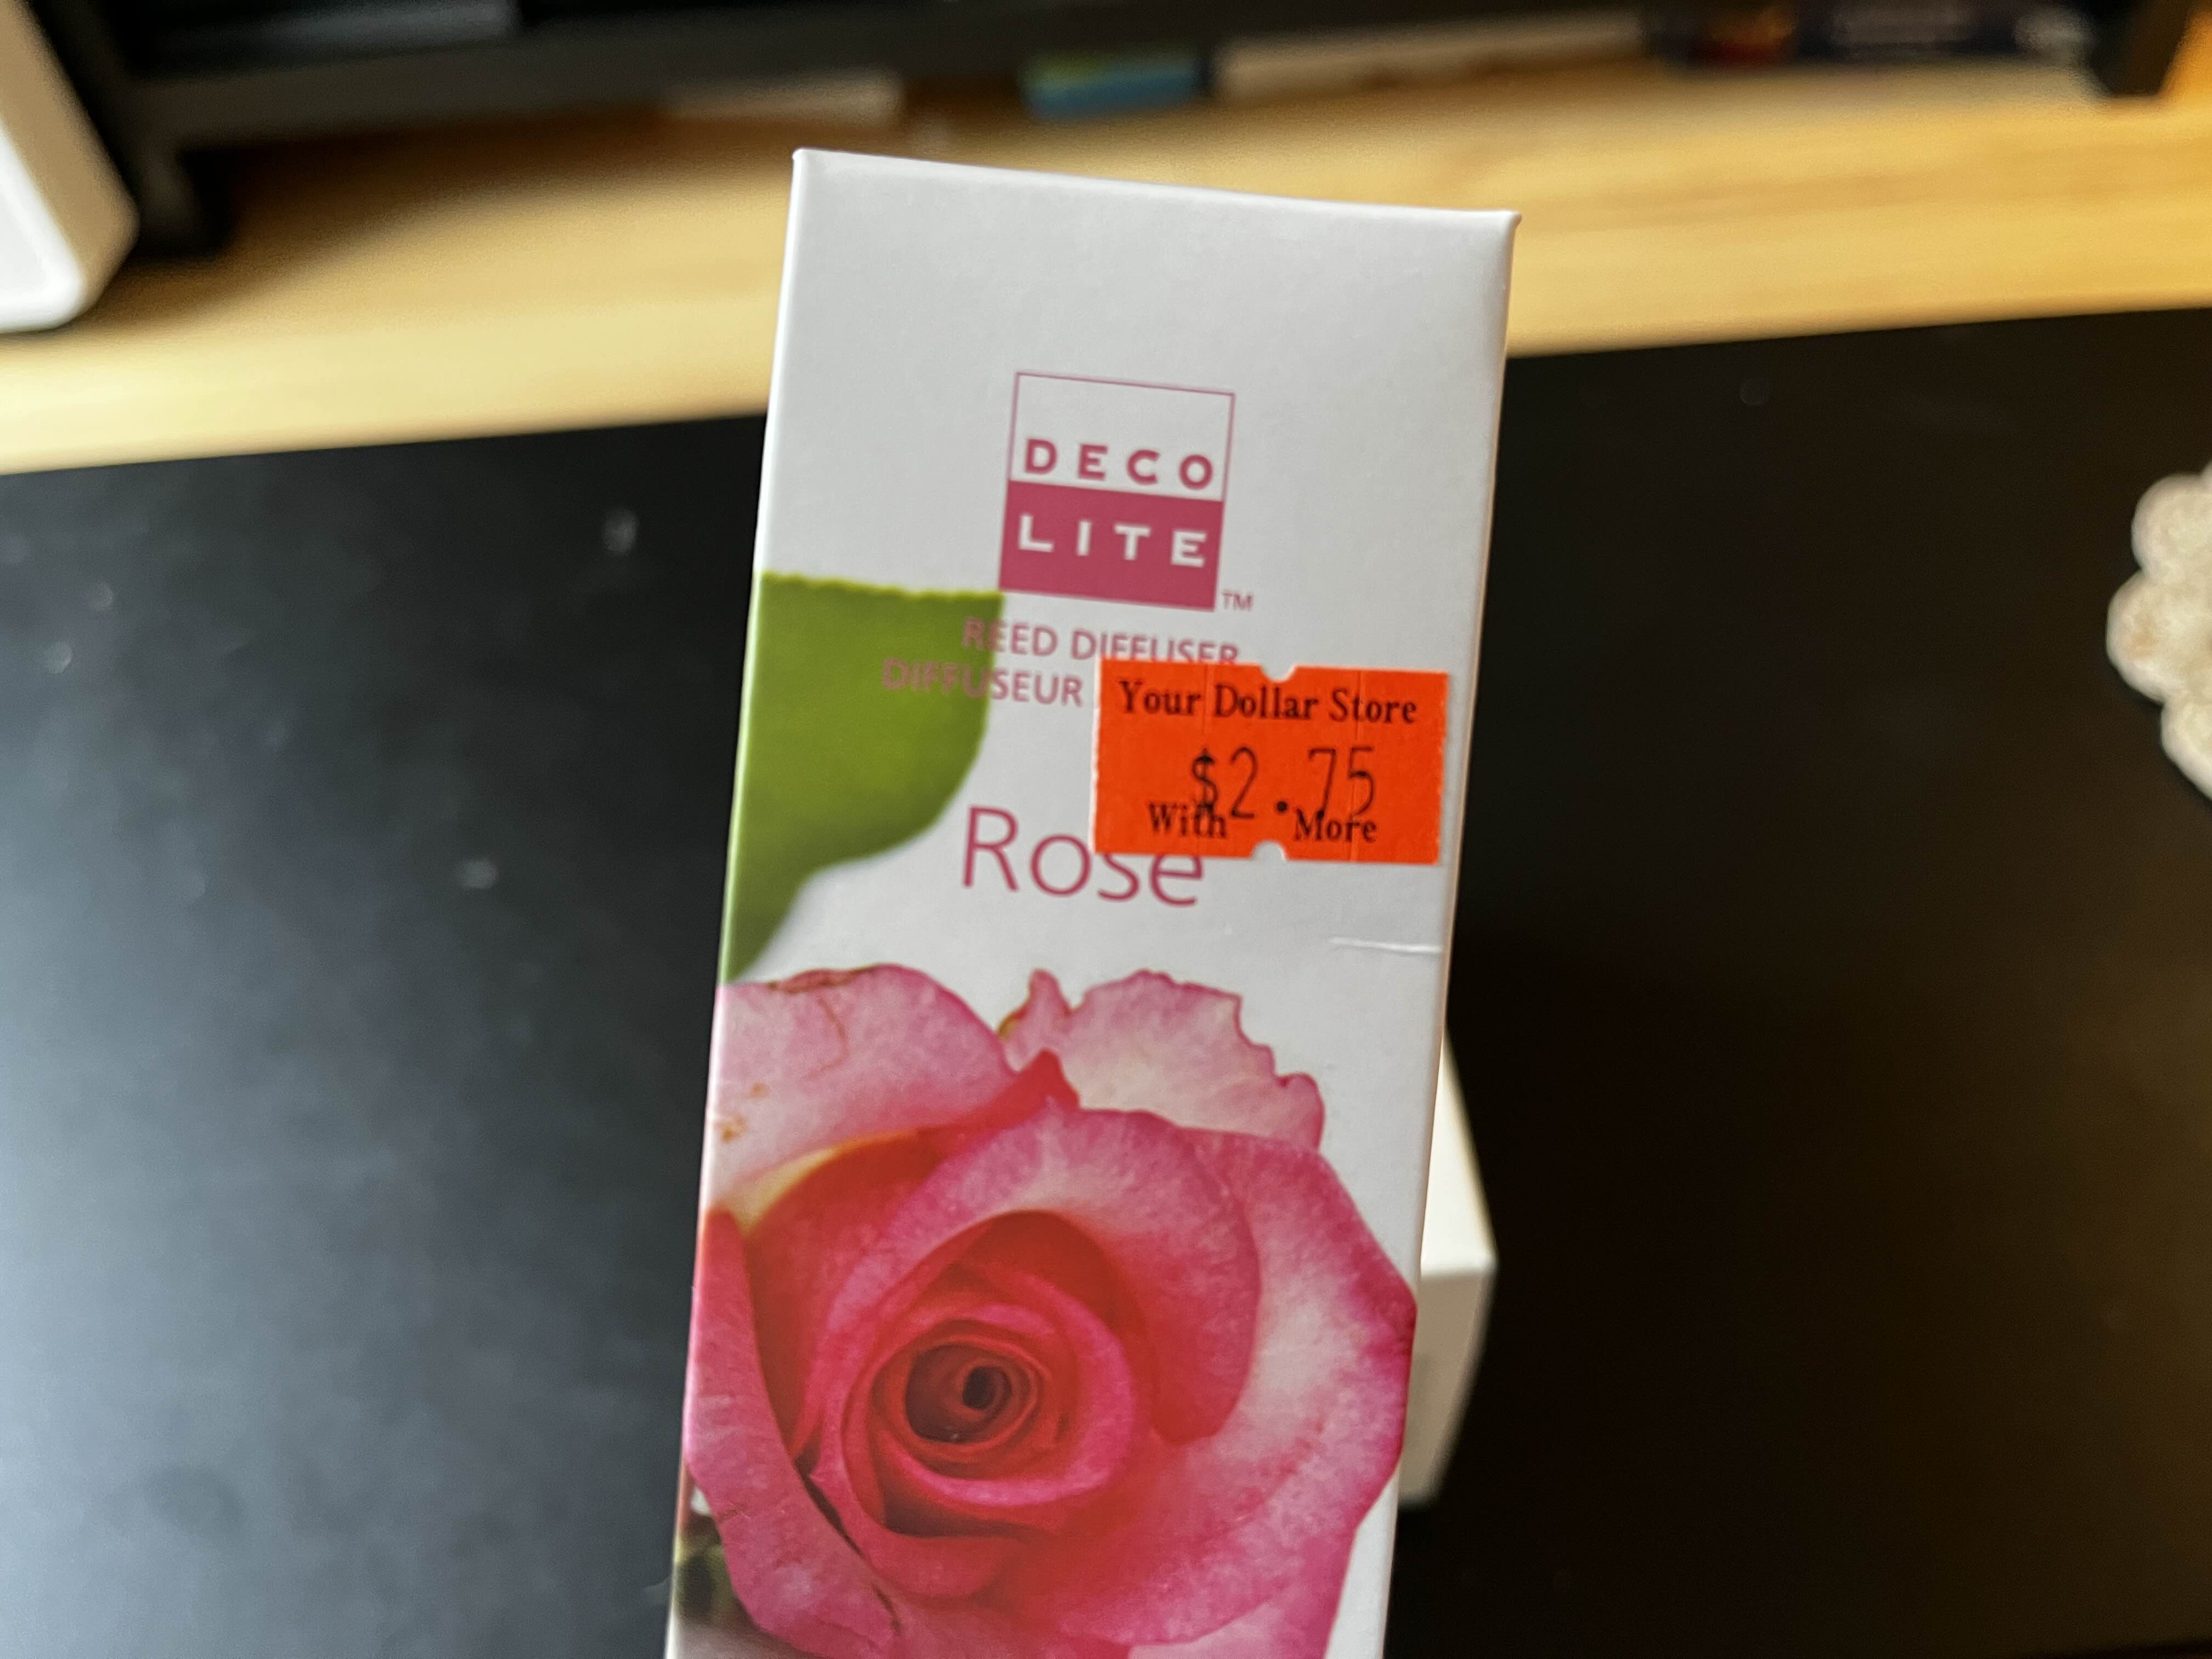 DECO
LITE
TM
REED DIFFUSER
DIFFUSEUR
Your Dollar Store
$2.75
With More
Rose